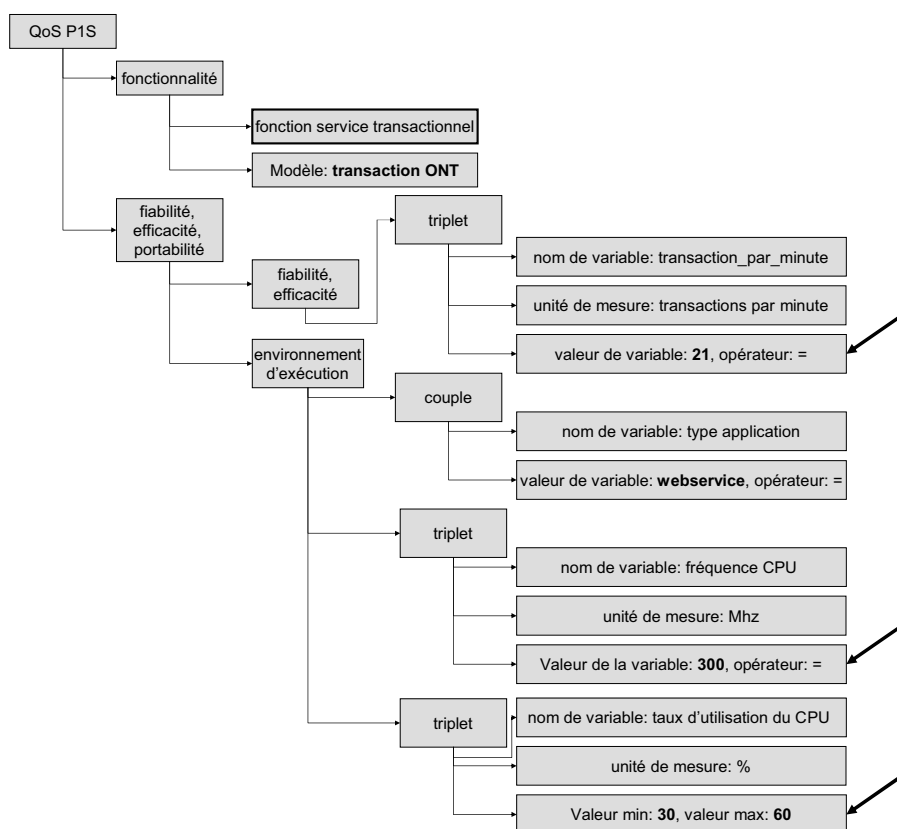 QoS P1S
fonctionnalité
fonction service transactionnel
Modèle: transaction ONT
fiabilité,
efficacité,
portabilité
triplet
nom de variable: transaction_par_minute
fiabilité,
efficacité
unité de mesure: transactions par minute
valeur de variable: 21, opérateur: =
environnement
d’exécution
couple
nom de variable: type application
valeur de variable: webservice, opérateur: =
triplet
nom de variable: fréquence CPU
unité de mesure: Mhz
Valeur de la variable: 300, opérateur: =
triplet
nom de variable: taux d’utilisation du CPU
unité de mesure: %
Valeur min: 30, valeur max: 60